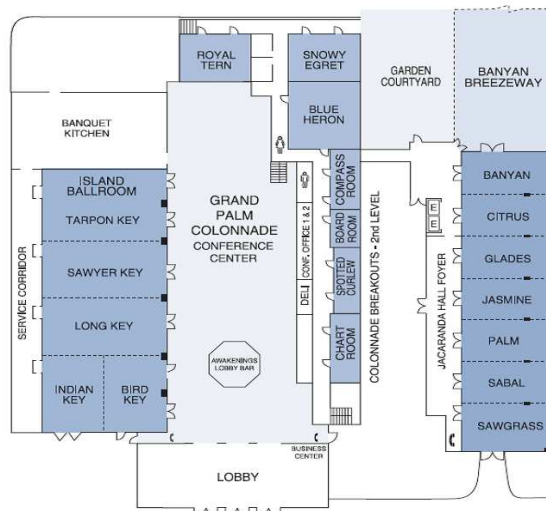 ROYAL
TERN
SNOWY
EGRET
GARDEN
COURTYARD
BANYAN
BREEZEWAY
BLUE
HERON
BANQUET
KITCHEN
ISLAND
BALLROOM
TARPON KEY
SAWYER KEY
LONG KEY
INDIAN
KEY
BIRD
KEY
SERVICE CORRIDOR
GRAND
PALM
COLONNADE
CONFERENCE
CENTER
AWAKENINGS
LOBBY BAR
DELI
CONF. OFFICE 1 & 2
COMPASS
ROOM
BOARD
ROOM
SPOTTED
CURLEW
CHART
ROOM
COLONNADE BREAKOUTS - 2nd LEVEL
E
E
JACARANDA HALL FOYER
BANYAN
CITRUS
GLADES
JASMINE
PALM
SABAL
SAWGRASS
BUSINESS
CENTER
LOBBY